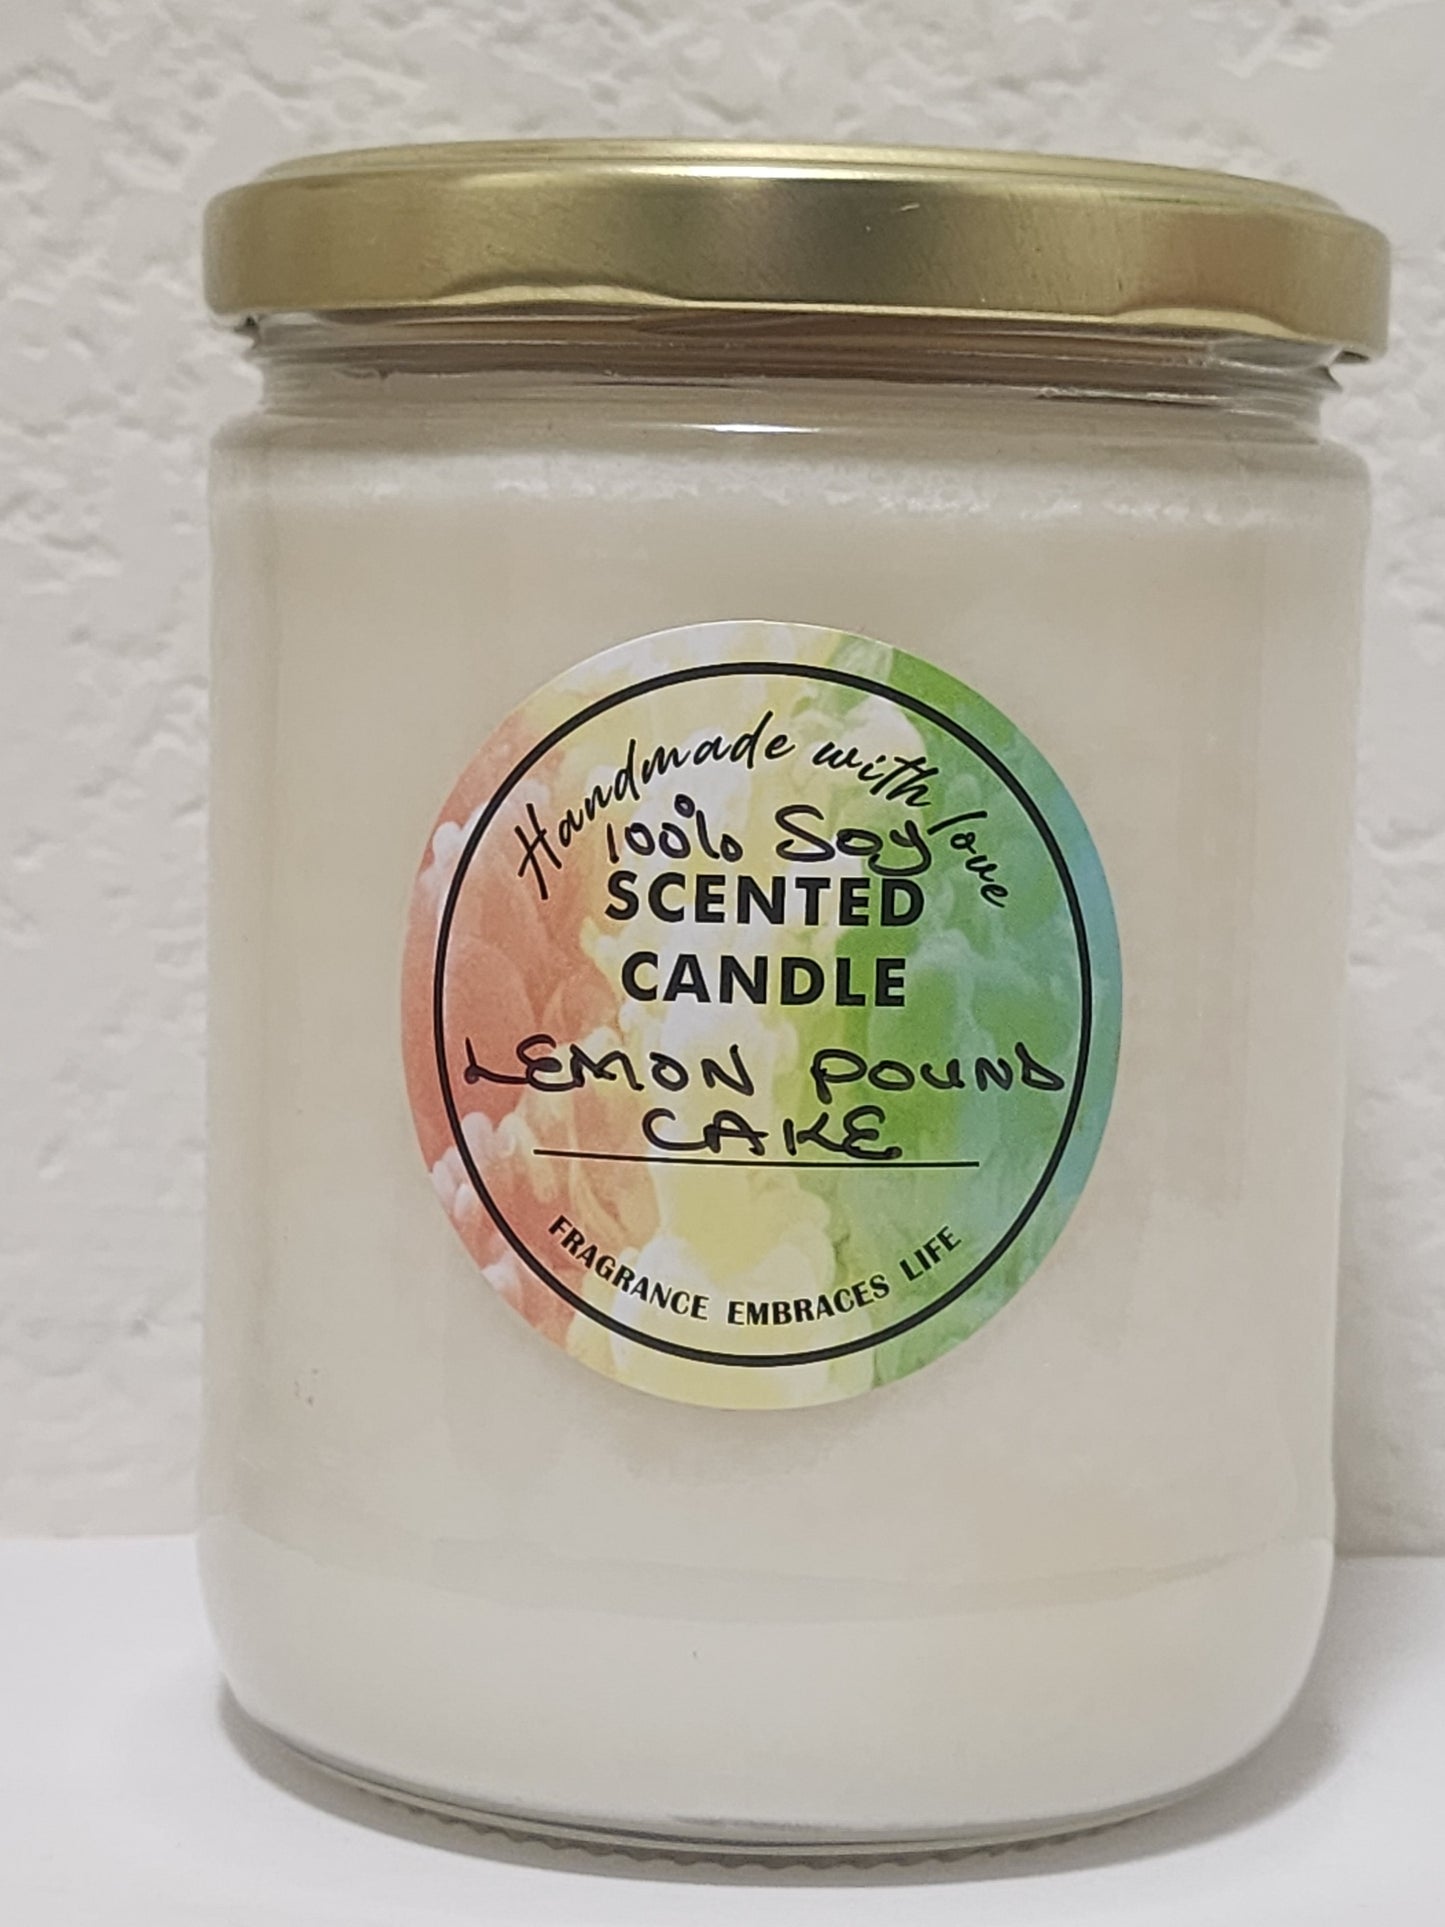 Handmade with love
100% Soy
SCENTED
CANDLE
LEMON POUND
CAKE
FRAGRANCE EMBRACES LIFE